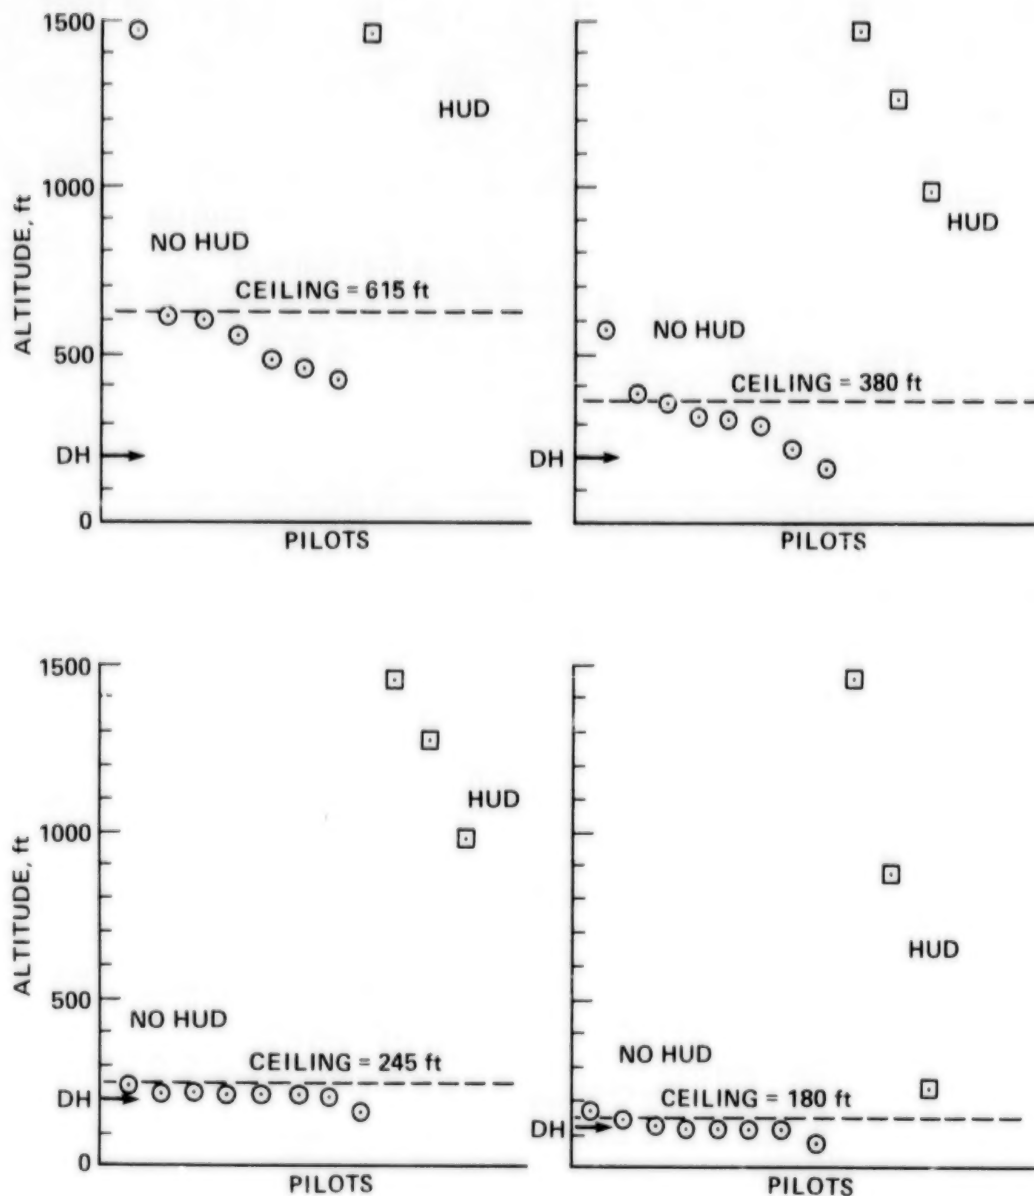 1500
1000
500
0
ALTITUDE, ft
NO HUD
HUD
CEILING = 615 ft
DH
PILOTS
NO HUD
HUD
CEILING = 380 ft
DH
PILOTS
1500
1000
500
0
ALTITUDE, ft
NO HUD
HUD
CEILING = 245 ft
DH
PILOTS
NO HUD
HUD
CEILING = 180 ft
DH
PILOTS